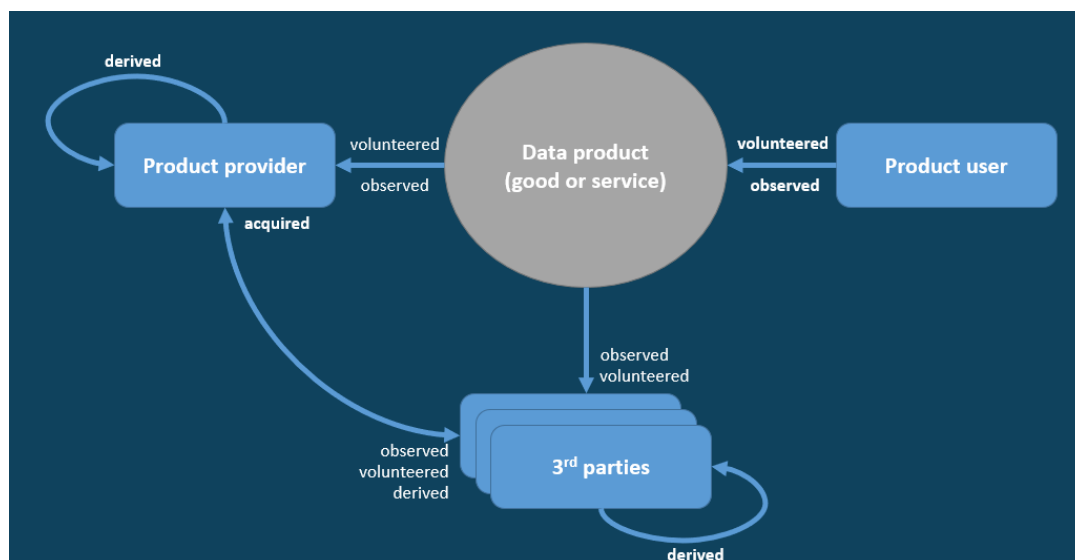 derived
Product provider
volunteered
observed
Data product
(good or service)
volunteered
observed
Product user
acquired
observed
volunteered
observed
volunteered
derived
3rd parties
derived